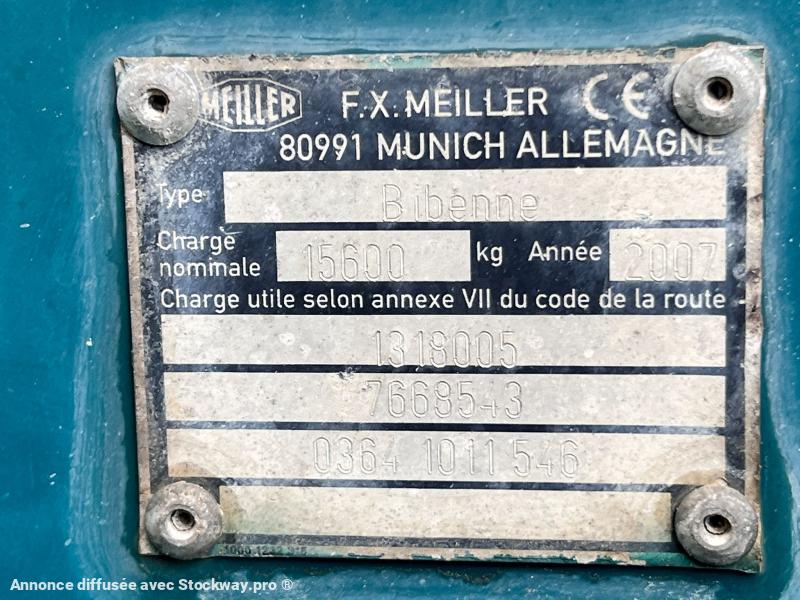 MEILLER F.X. MEILLER CE
80991 MUNICH ALLEMAGNE
Type Bibenne
Charge nominale 15600 kg Année 2007
Charge utile selon annexe VII du code de la route
1318005
7668543
0364 1011 546
Annonce diffusée avec Stockway.pro ®